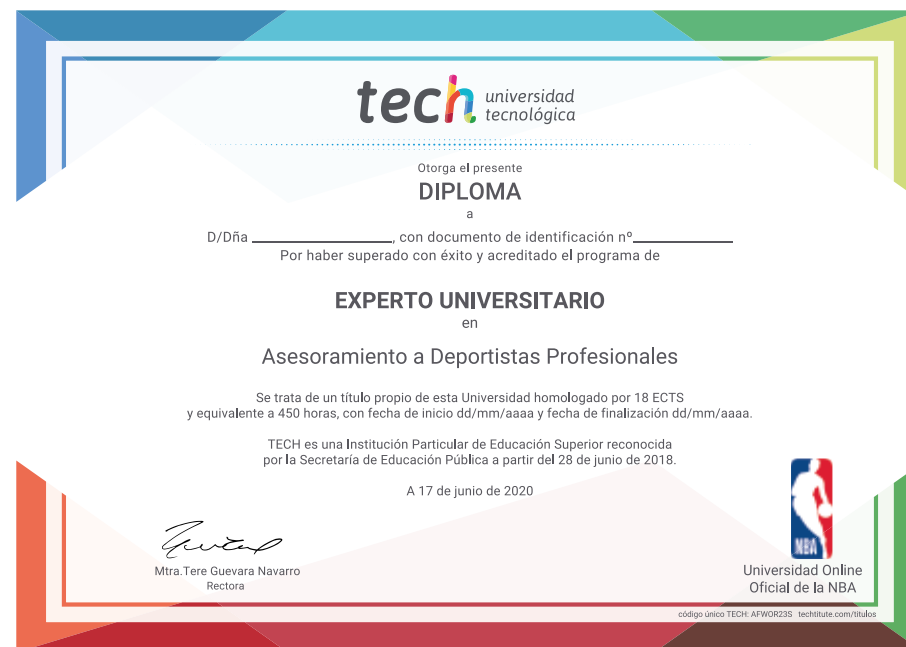 tech universidad
tecnológica
Otorga el presente
DIPLOMA
a
D/Dña ____________________, con documento de identificación nº______________
Por haber superado con éxito y acreditado el programa de
EXPERTO UNIVERSITARIO
en
Asesoramiento a Deportistas Profesionales
Se trata de un título propio de esta Universidad homologado por 18 ECTS
y equivalente a 450 horas, con fecha de inicio dd/mm/aaaa y fecha de finalización dd/mm/aaaa.
TECH es una Institución Particular de Educación Superior reconocida
por la Secretaría de Educación Pública a partir del 28 de junio de 2018.
A 17 de junio de 2020
Mtra.Tere Guevara Navarro
Rectora
NBA
Universidad Online
Oficial de la NBA
código único TECH: AFWOR23S techtitute.com/titulos